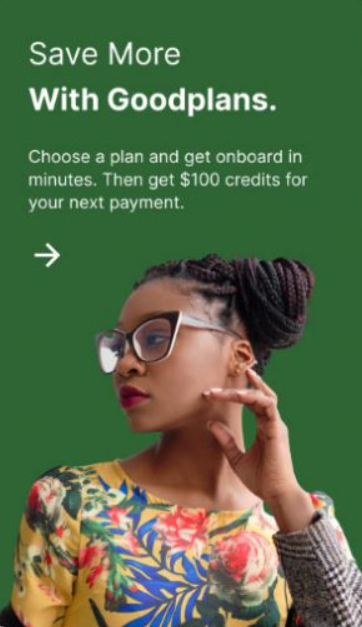 Save More
With Goodplans.
Choose a plan and get onboard in
minutes. Then get $100 credits for
your next payment.